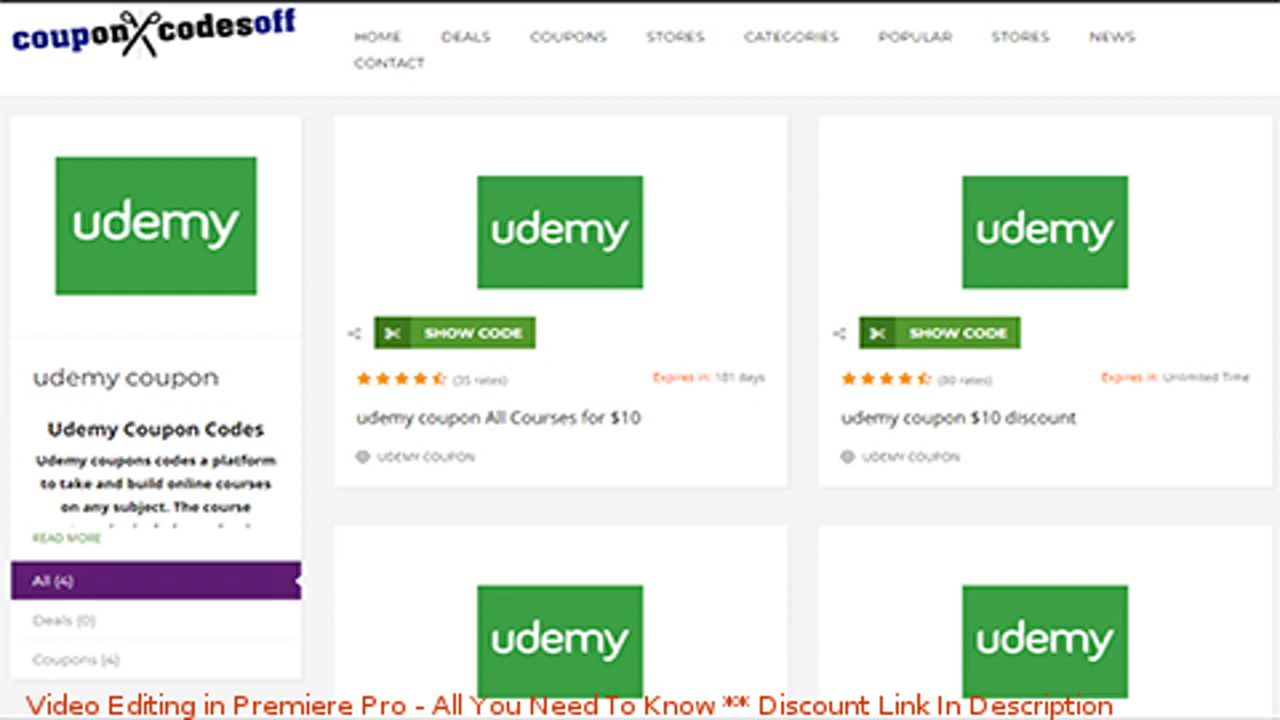 couponcodesoff
HOME DEALS COUPONS STORES CATEGORIES POPULAR STORES NEWS
CONTACT
udemy
udemy coupon
Udemy Coupon Codes
Udemy coupons codes a platform
to take and build online courses
on any subject. The course
READ MORE
All (4)
Deals (0)
Coupons (4)
udemy
SHOW CODE
(35 rates) Expires in: 181 days
udemy coupon All Courses for $10
UDEMY COUPON
udemy
SHOW CODE
Expires in: Unlimited Time
udemy coupon $10 discount
UDEMY COUPON
udemy
udemy
Video Editing in Premiere Pro - All You Need To Know ** Discount Link In Description